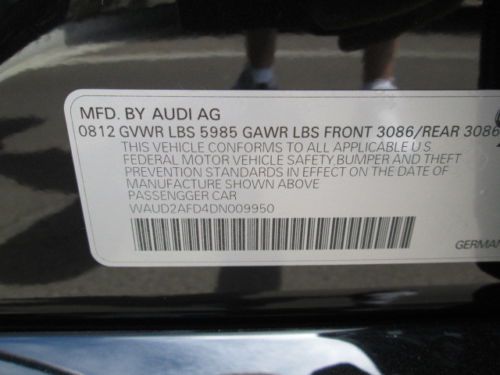 MFD. BY AUDI AG
0812 GVWR LBS 5985 GAWR LBS FRONT 3086/REAR 3086
THIS VEHICLE CONFORMS TO ALL APPLICABLE U S
FEDERAL MOTOR VEHICLE SAFETY BUMPER AND THEFT
PREVENTION STANDARDS IN EFFECT ON THE DATE OF
MANUFACTURE SHOWN ABOVE
PASSENGGER CAR
WAUD2AFD4DN009950
GERMAN